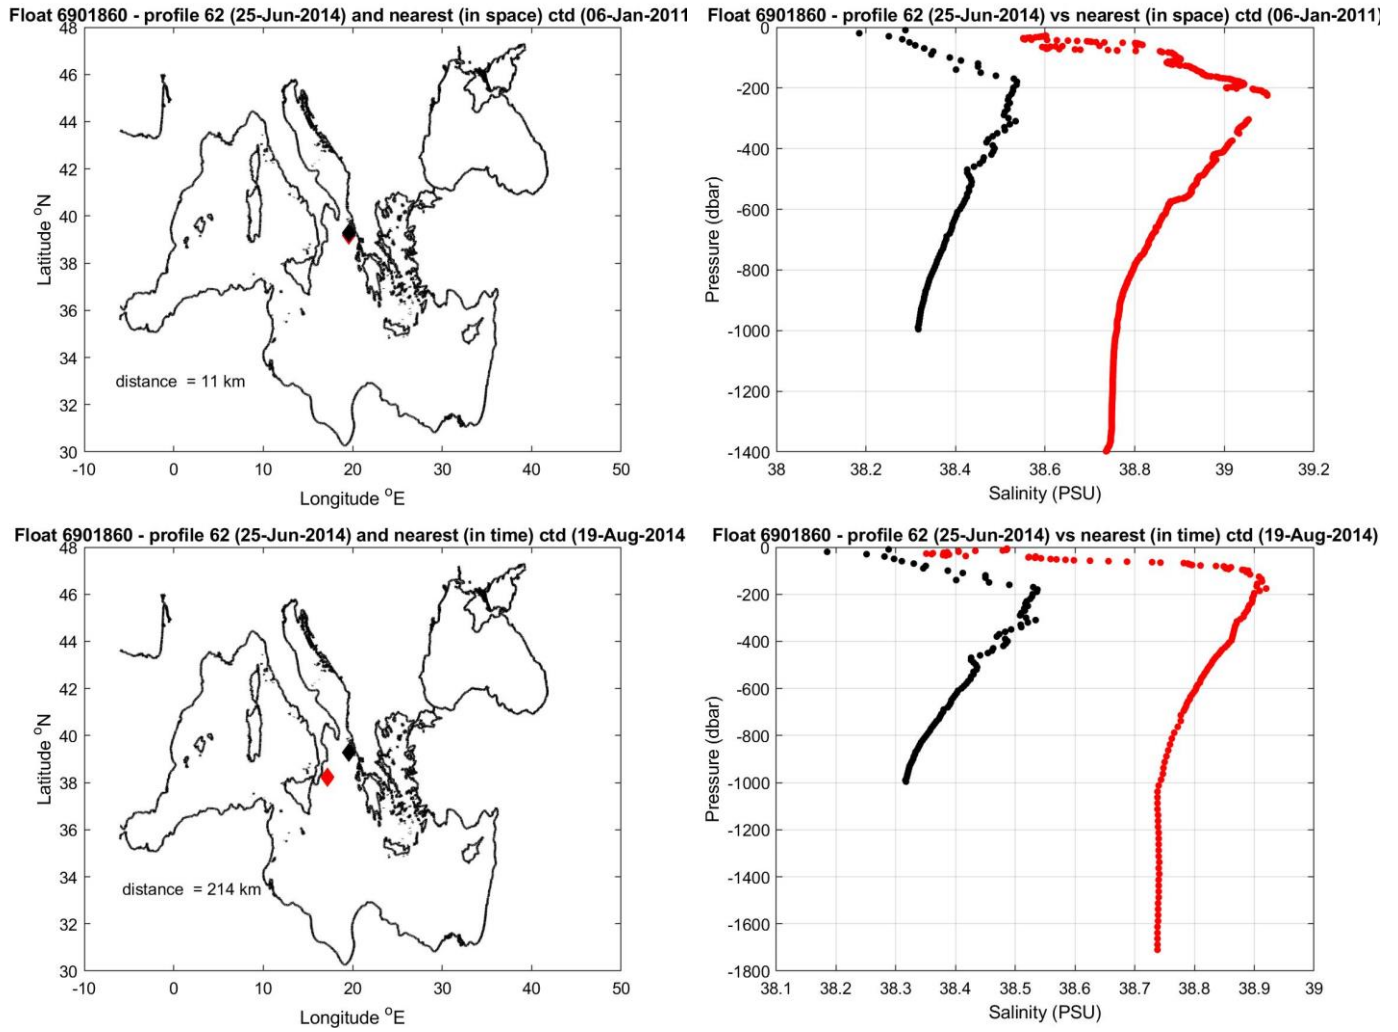 Float 6901860 - profile 62 (25-Jun-2014) and nearest (in space) ctd (06-Jan-2011
48
46
44
42
40
38
36
34
32
30
Latitude °N
distance = 11 km
-10 0 10 20 30 40 50
Longitude °E
Float 6901860 - profile 62 (25-Jun-2014) vs nearest (in space) ctd (06-Jan-2011)
0
-200
-400
-600
-800
-1000
-1200
-1400
Pressure (dbar)
38 38.2 38.4 38.6 38.8 39 39.2
Salinity (PSU)
Float 6901860 - profile 62 (25-Jun-2014) and nearest (in time) ctd (19-Aug-2014
48
46
44
42
40
38
36
34
32
30
Latitude °N
distance = 214 km
-10 0 10 20 30 40 50
Longitude °E
Float 6901860 - profile 62 (25-Jun-2014) vs nearest (in time) ctd (19-Aug-2014)
0
-200
-400
-600
-800
-1000
-1200
-1400
-1600
-1800
Pressure (dbar)
38.1 38.2 38.3 38.4 38.5 38.6 38.7 38.8 38.9 39
Salinity (PSU)